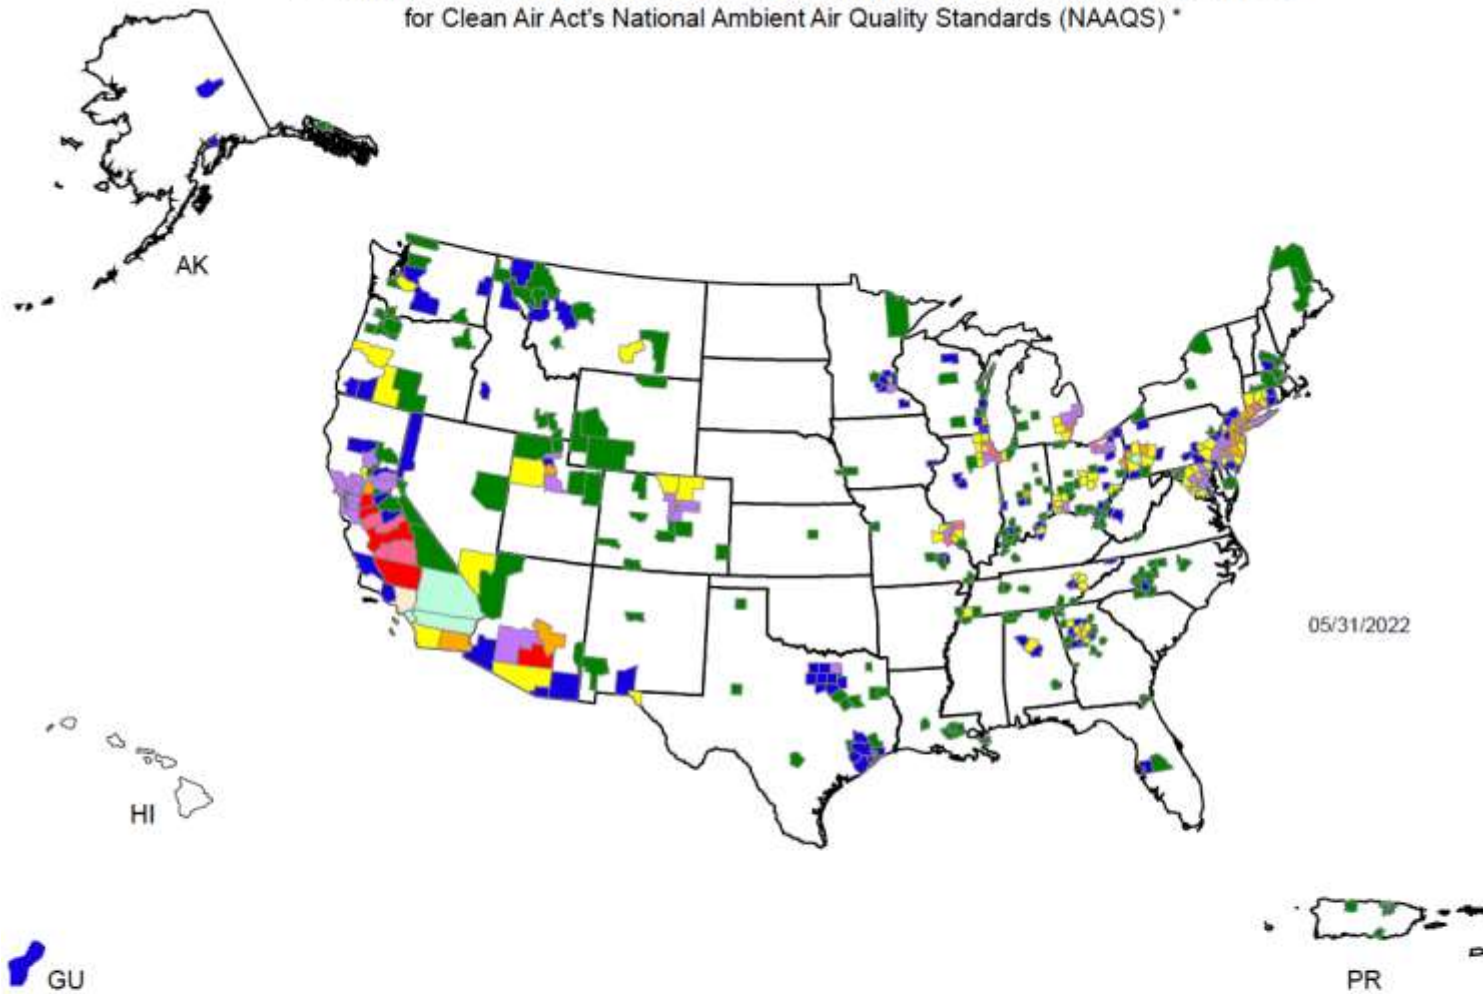 for Clean Air Act's National Ambient Air Quality Standards (NAAQS) *
AK
05/31/2022
HI
GU
PR